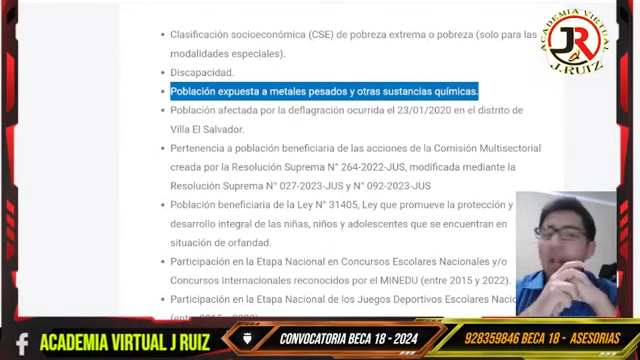 Clasificación socioeconómica (CSE) de pobreza extrema o pobreza (solo para las
modalidades especiales).
Discapacidad.
Población expuesta a metales pesados y otras sustancias químicas.
Población afectada por la deflagración ocurrida el 23/01/2020 en el distrito de
Villa El Salvador.
Pertenencia a población beneficiaria de las acciones de la Comisión Multisectorial
creada por la Resolución Suprema N° 264-2022-JUS, modificada mediante la
Resolución Suprema N° 027-2023-JUS y N° 092-2023-JUS
Población beneficiaria de la Ley N° 31405, Ley que promueve la protección y
desarrollo integral de las niñas, niños y adolescentes que se encuentran en
situación de orfandad.
Participación en la Etapa Nacional en Concursos Escolares Nacionales y/o
Concursos Internacionales reconocidos por el MINEDU (entre 2015 y 2022).
Participación en la Etapa Nacional de los Juegos Deportivos Escolares
ACADEMIA VIRTUAL
JR
J.RUIZ
f ACADEMIA VIRTUAL J RUIZ
CONVOCATORIA BECA 18 - 2024
928359846 BECA 18 - ASESORIAS